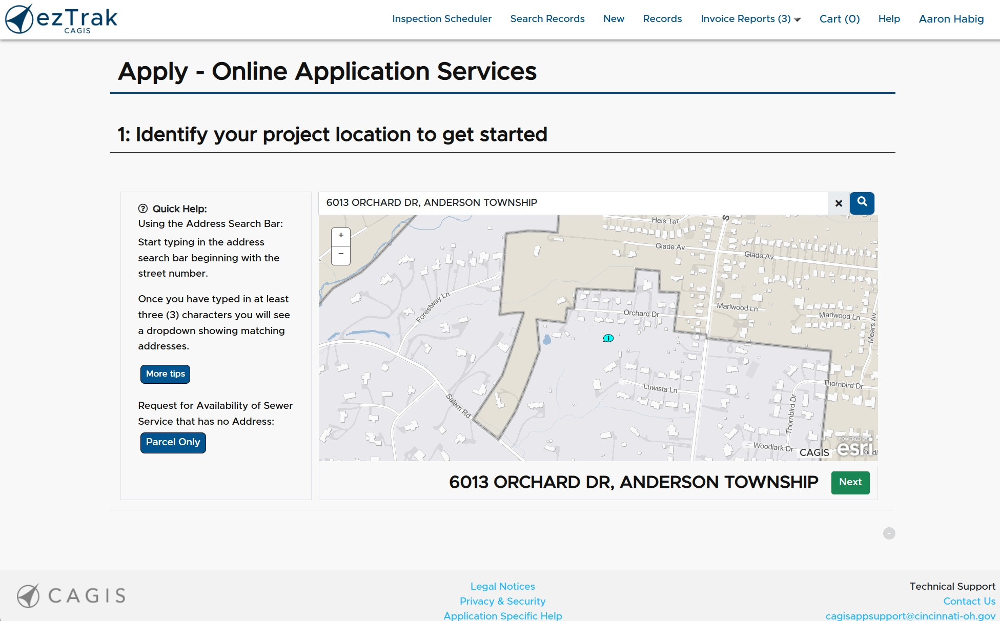 ezTrak
CAGIS
Inspection Scheduler
Search Records
New
Records
Invoice Reports (3)
Cart (0)
Help
Aaron Habig
Apply - Online Application Services
1: Identify your project location to get started
Quick Help:
Using the Address Search Bar:
Start typing in the address
search bar beginning with the
street number.
Once you have typed in at least
three (3) characters you will see
a dropdown showing matching
addresses.
More tips
Request for Availability of Sewer
Service that has no Address:
Parcel Only
6013 ORCHARD DR, ANDERSON TOWNSHIP
+
−
Heis Ter
S
Glade Av
Glade Av
Forestway Ln
Orchard Dr
Mariwood Ln
Mariwood Ln
Mears Av
Luwista Ln
Thornbird Dr
Thornbird Dr
Salem Rd
Woodlark Dr
CAGIS
POWERED BY
esri
6013 ORCHARD DR, ANDERSON TOWNSHIP
Next
CAGIS
Legal Notices
Privacy & Security
Application Specific Help
Technical Support
Contact Us
cagisappsupport@cincinnati-oh.gov